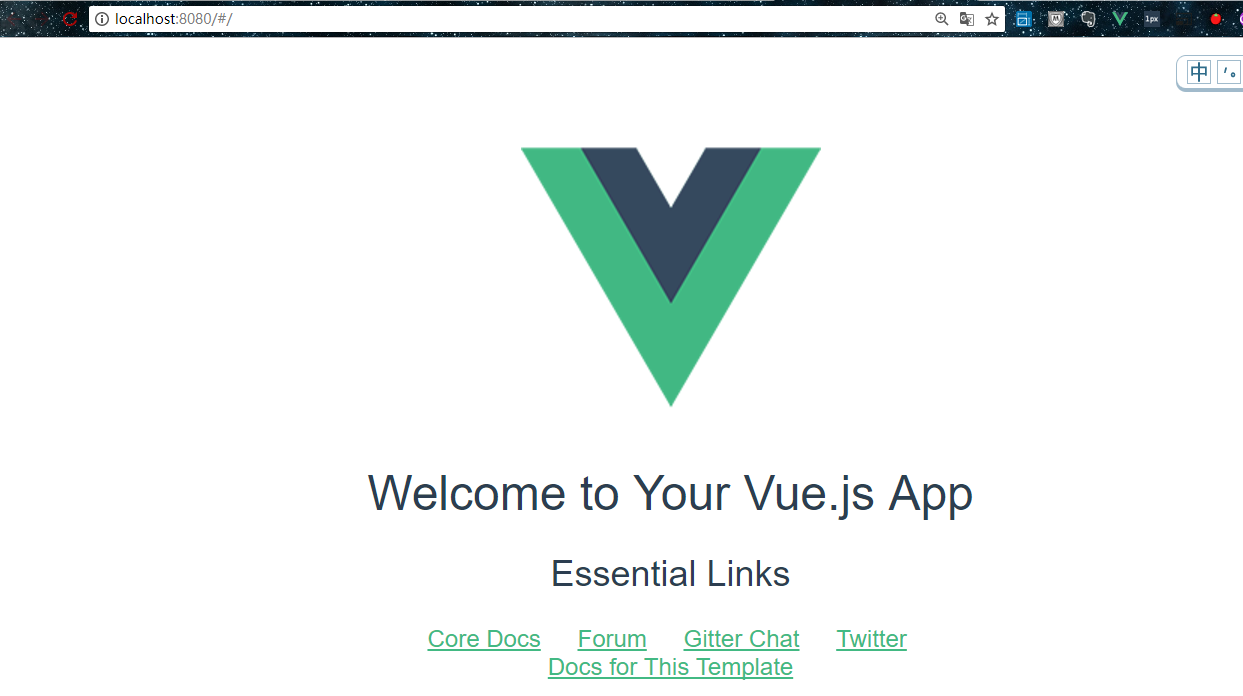 localhost:8080/#/
1px
中
Welcome to Your Vue.js App
Essential Links
Core Docs Forum Gitter Chat Twitter
Docs for This Template